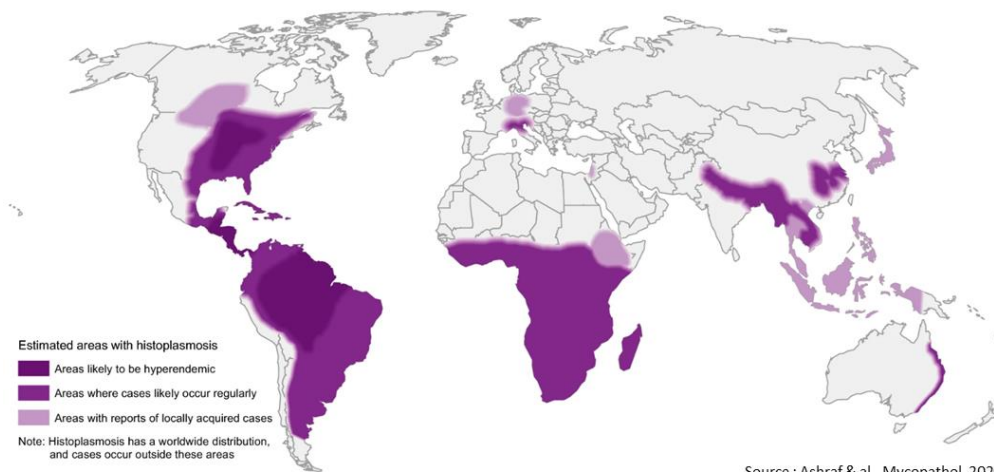 Estimated areas with histoplasmosis
Areas likely to be hyperendemic
Areas where cases likely occur regularly
Areas with reports of locally acquired cases
Note: Histoplasmosis has a worldwide distribution,
and cases occur outside these areas
Source : Ashraf & al., Mycopathol, 202